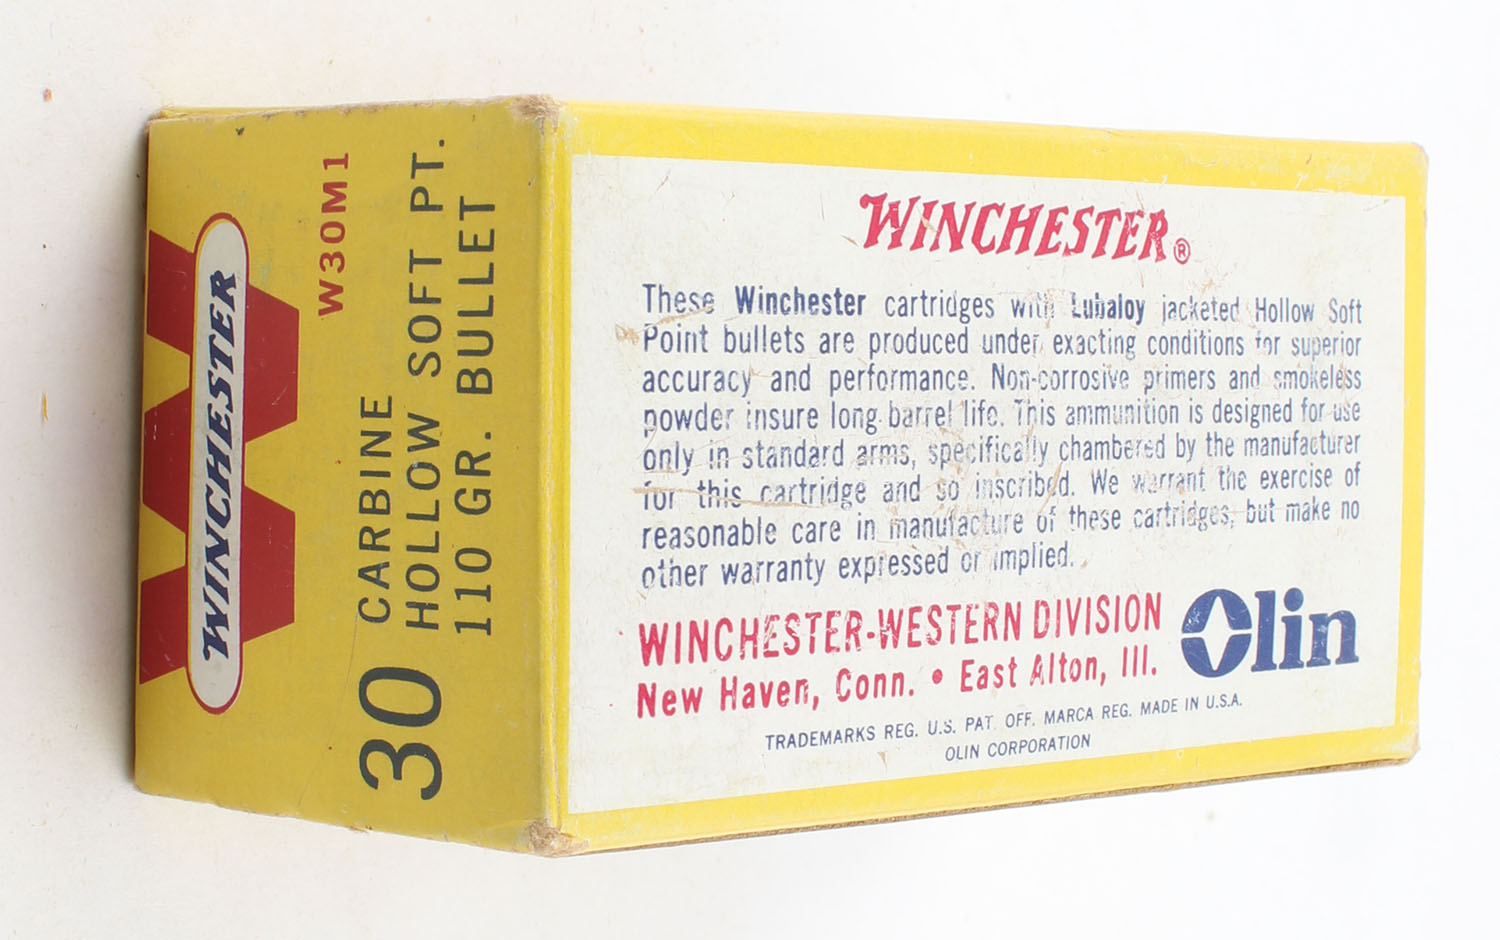 WINCHESTER
W30M1
30 CARBINE
HOLLOW SOFT PT.
110 GR. BULLET
WINCHESTER®
These Winchester cartridges with Lubaloy jacketed Hollow Soft
Point bullets are produced under exacting conditions for superior
accuracy and performance. Non-corrosive primers and smokeless
powder insure long barrel life. This ammunition is designed for use
only in standard arms, specifically chambered by the manufacturer
for this cartridge and so inscribed. We warrant the exercise of
reasonable care in manufacture of these cartridges, but make no
other warranty expressed or implied.
WINCHESTER-WESTERN DIVISION
New Haven, Conn. • East Alton, Ill.
Olin
TRADEMARKS REG. U.S. PAT. OFF. MARCA REG. MADE IN U.S.A.
OLIN CORPORATION